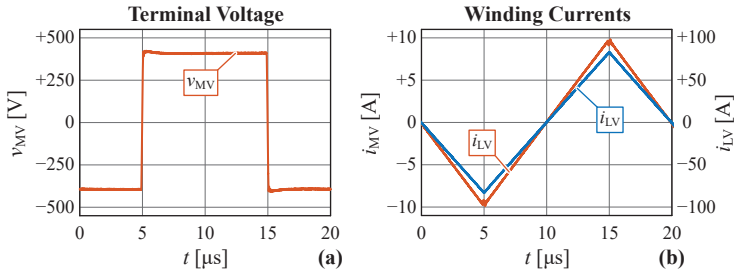 Terminal Voltage
+500
+250
0
−250
−500
v_MV [V]
v_MV
0 5 10 15 20
t [µs]
(a)
Winding Currents
+10
+5
0
−5
−10
i_MV [A]
i_LV
i_LV
+100
+50
0
−50
−100
i_LV [A]
0 5 10 15 20
t [µs]
(b)